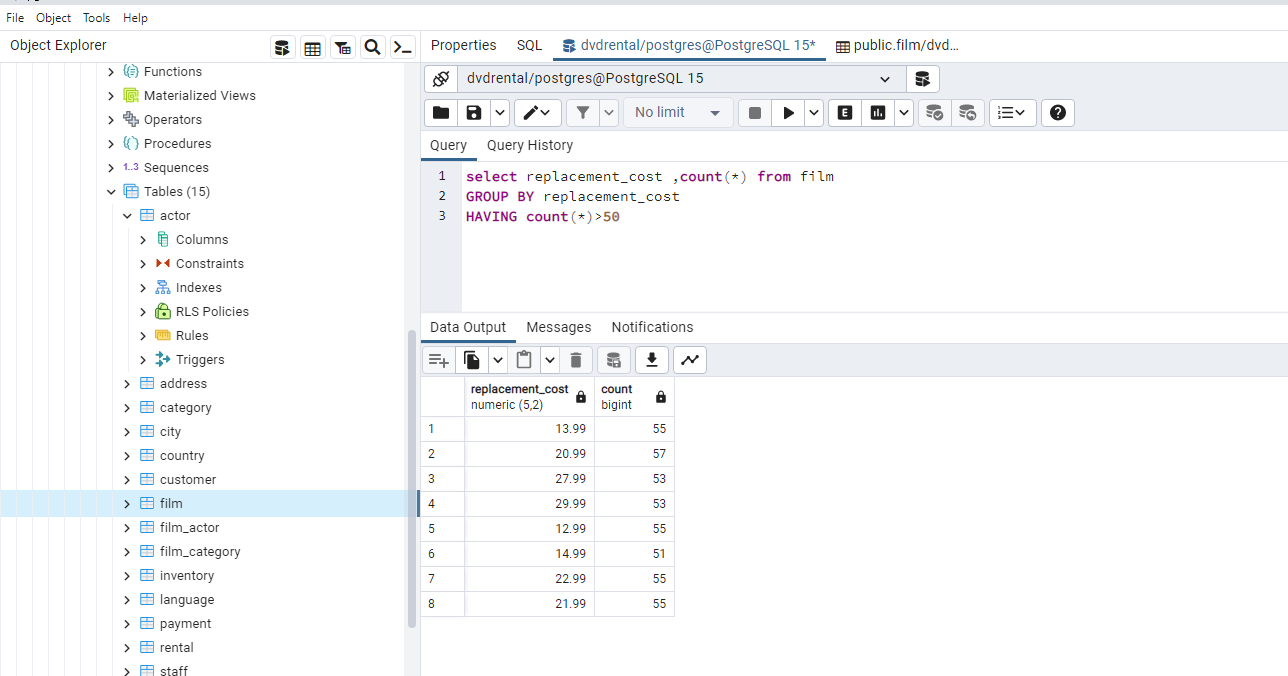 File Object Tools Help
Object Explorer
Functions
Materialized Views
Operators
Procedures
1..3 Sequences
Tables (15)
actor
Columns
Constraints
Indexes
RLS Policies
Rules
Triggers
address
category
city
country
customer
film
film_actor
film_category
inventory
language
payment
rental
staff
Properties SQL dvdrental/postgres@PostgreSQL 15* public.film/dvd...
dvdrental/postgres@PostgreSQL 15
No limit E
Query Query History
1 select replacement_cost ,count(*) from film
2 GROUP BY replacement_cost
3 HAVING count(*)>50
Data Output Messages Notifications
replacement_cost count
numeric (5,2) bigint
1 13.99 55
2 20.99 57
3 27.99 53
4 29.99 53
5 12.99 55
6 14.99 51
7 22.99 55
8 21.99 55